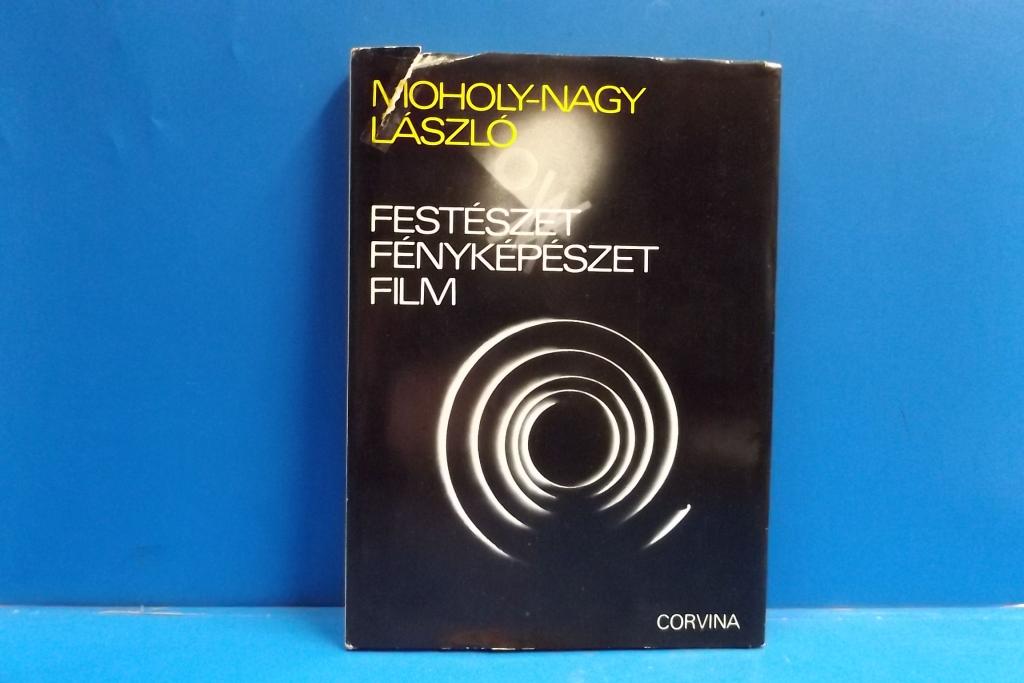 MOHOLY-NAGY
LÁSZLÓ
FESTÉSZET
FÉNYKÉPÉSZET
FILM
CORVINA